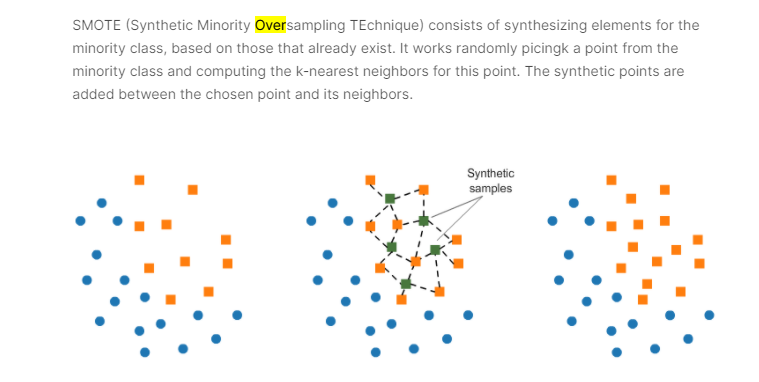 SMOTE (Synthetic Minority Oversampling TEchnique) consists of synthesizing elements for the
minority class, based on those that already exist. It works randomly picingk a point from the
minority class and computing the k-nearest neighbors for this point. The synthetic points are
added between the chosen point and its neighbors.
Synthetic
samples